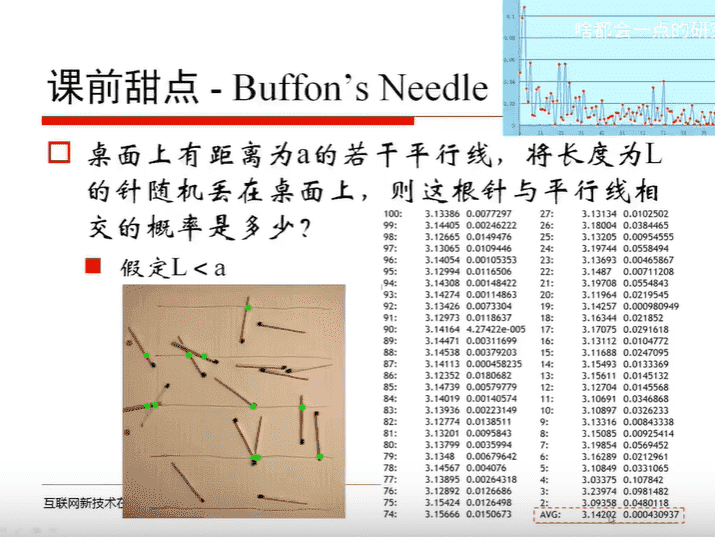 0.1
0.08
0.06
0.04
0.02
0
啥都会一点的研
课前甜点 - Buffon's Needle
桌面上有距离为a的若干平行线，将长度为L
的针随机丢在桌面上，则这根针与平行线相
交的概率是多少？
假定L < a
100: 3.13386 0.0077297 27: 3.13134 0.0102502
99: 3.14405 0.00246222 26: 3.18004 0.0384465
98: 3.12665 0.0149476 25: 3.13205 0.00954555
97: 3.13065 0.0109446 24: 3.19744 0.0558494
96: 3.14054 0.00105353 23: 3.13693 0.00465867
95: 3.12994 0.0116506 22: 3.1487 0.00711208
94: 3.14308 0.00148422 21: 3.19708 0.0554843
93: 3.14274 0.00114863 20: 3.11964 0.0219545
92: 3.13426 0.0073304 19: 3.14257 0.000980949
91: 3.12973 0.0118637 18: 3.16344 0.021852
90: 3.14164 4.27422e-005 17: 3.17075 0.0291618
89: 3.14471 0.00311699 16: 3.13112 0.0104772
88: 3.14538 0.00379203 15: 3.11688 0.0247095
87: 3.14113 0.000458235 14: 3.15493 0.0133369
86: 3.12352 0.0180682 13: 3.15611 0.0145132
85: 3.14739 0.00579779 12: 3.12704 0.0145568
84: 3.14019 0.00140574 11: 3.10691 0.0346868
83: 3.13936 0.00223149 10: 3.10897 0.0326233
82: 3.12774 0.0138511 9: 3.13316 0.00843338
81: 3.13201 0.0095843 8: 3.15085 0.00925414
80: 3.13799 0.0035994 7: 3.19854 0.0569452
79: 3.1348 0.00679642 6: 3.16289 0.0212961
78: 3.14567 0.004076 5: 3.10849 0.0331065
77: 3.13895 0.00264318 4: 3.03375 0.107842
76: 3.12892 0.0126686 3: 3.23974 0.0981482
75: 3.15424 0.0126498 2: 3.09358 0.0480118
74: 3.15666 0.0150673 AVG: 3.14202 0.000430937
互联网新技术在